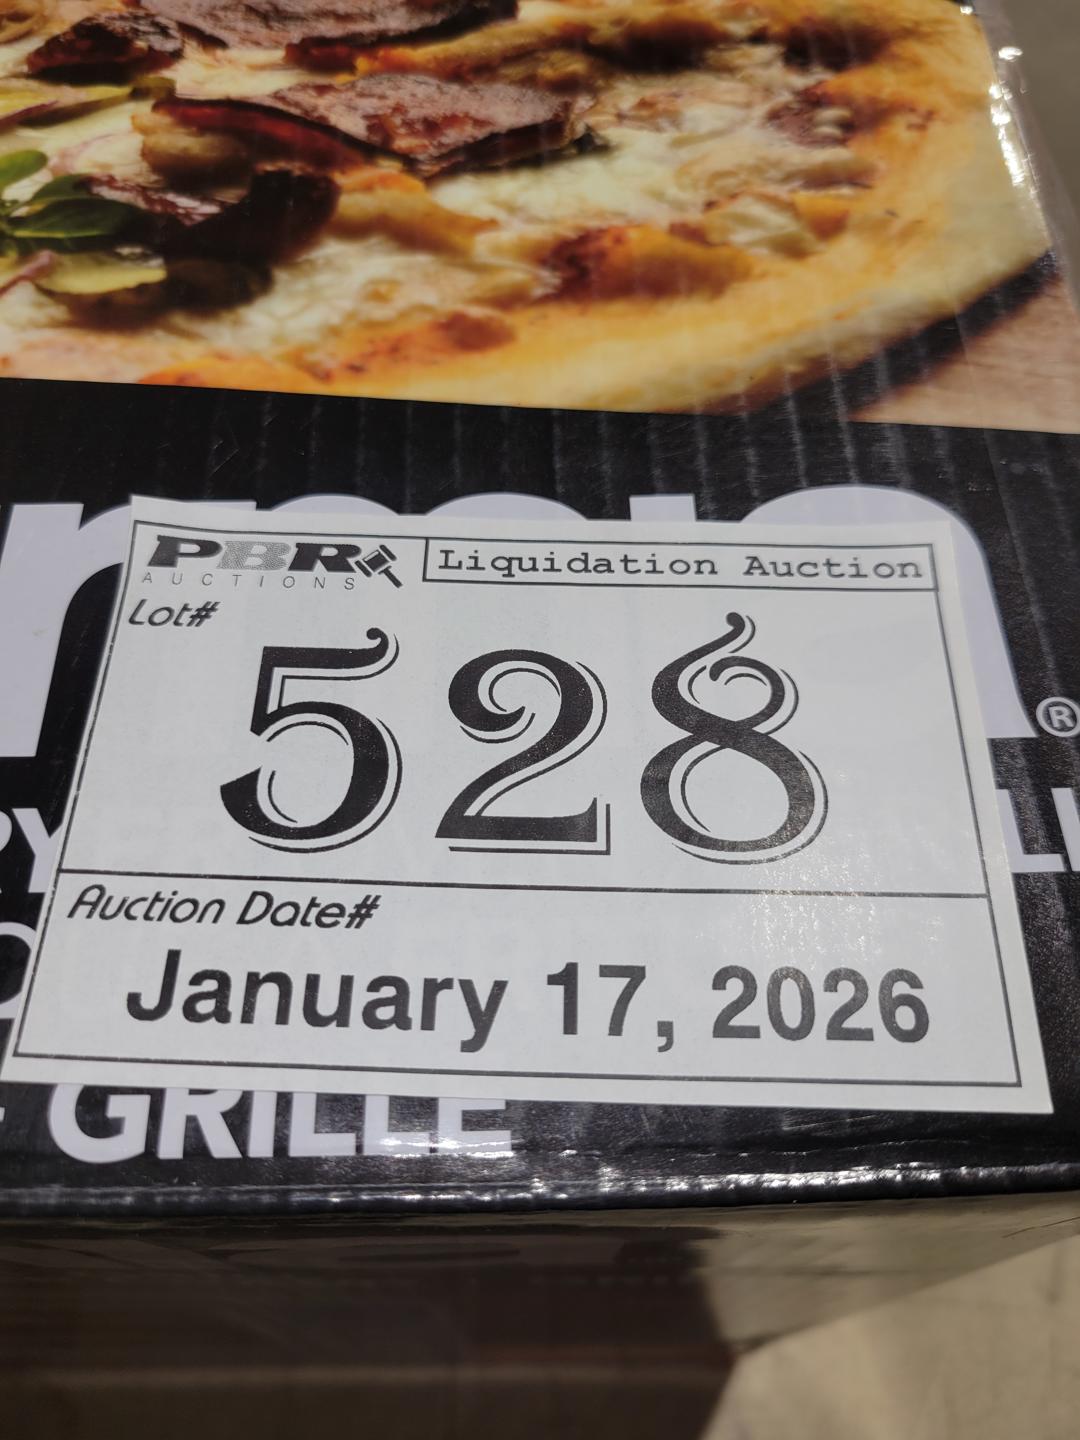 PBR
AUCTIONS
Liquidation Auction
Lot#
528
®
Auction Date#
January 17, 2026
GRILLE